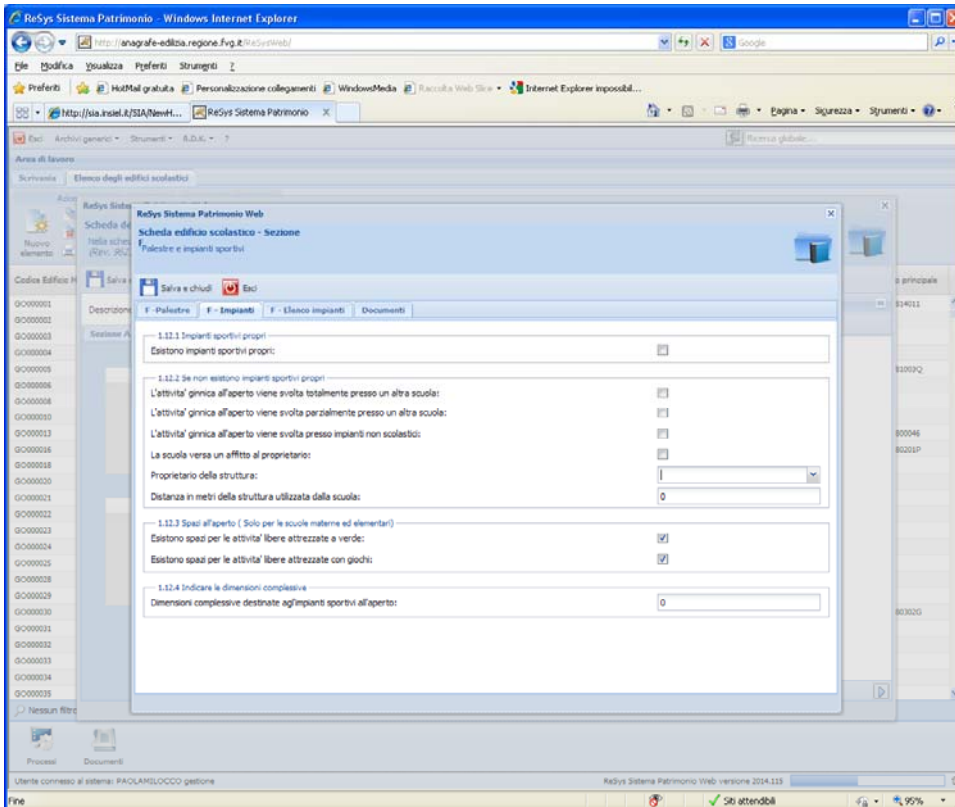 ReSys Sistema Patrimonio - Windows Internet Explorer
http://anagrafe-edilizia.regione.fvg.it/ReSysWeb/
Google
File Modifica Visualizza Preferiti Strumenti ?
Preferiti HotMail gratuita Personalizzazione collegamenti WindowsMedia Raccolta Web Slice Internet Explorer impossibil...
http://sia.insiel.it/SIA/NewH... ReSys Sistema Patrimonio X Pagina Sicurezza Strumenti
Esci Archivi generici Strumenti R.D.K. ? Ricerca globale...
Area di lavoro
Scrivania Elenco degli edifici scolastici
ReSys Sistema Patrimonio Web
Scheda edificio scolastico - Sezione
F
Palestre e impianti sportivi
Nuovo
elemento
Salva e chiudi Esci
Codice Edificio
Descrizione
F -Palestre F - Impianti F - Elenco impianti Documenti
Sezione A
1.12.1 Impianti sportivi propri
Esistono impianti sportivi propri:
1.12.2 Se non esistono impianti sportivi propri
L'attivita' ginnica all'aperto viene svolta totalmente presso un altra scuola:
L'attivita' ginnica all'aperto viene svolta parzialmente presso un altra scuola:
L'attivita' ginnica all'aperto viene svolta presso impianti non scolastici:
La scuola versa un affitto al proprietario:
Proprietario della struttura:
Distanza in metri della struttura utilizzata dalla scuola: 0
1.12.3 Spazi all'aperto ( Solo per le scuole materne ed elementari)
Esistono spazi per le attivita' libere attrezzate a verde:
Esistono spazi per le attivita' libere attrezzate con giochi:
1.12.4 Indicare le dimensioni complessive
Dimensioni complessive destinate agl'impianti sportivi all'aperto: 0
GO000001
GO000002
GO000003
GO000004
GO000005
GO000006
GO000008
GO000010
GO000013
GO000016
GO000018
GO000020
GO000021
GO000022
GO000023
GO000024
GO000025
GO000028
GO000029
GO000030
GO000031
GO000032
GO000033
GO000034
GO000035
o principale
814011
81003Q
800046
80201P
80302G
Nessun filtro
Processi Documenti
Utente connesso al sistema: PAOLAMILOCCO gestione ReSys Sistema Patrimonio Web versione 2014.115
Fine Siti attendibili 95%